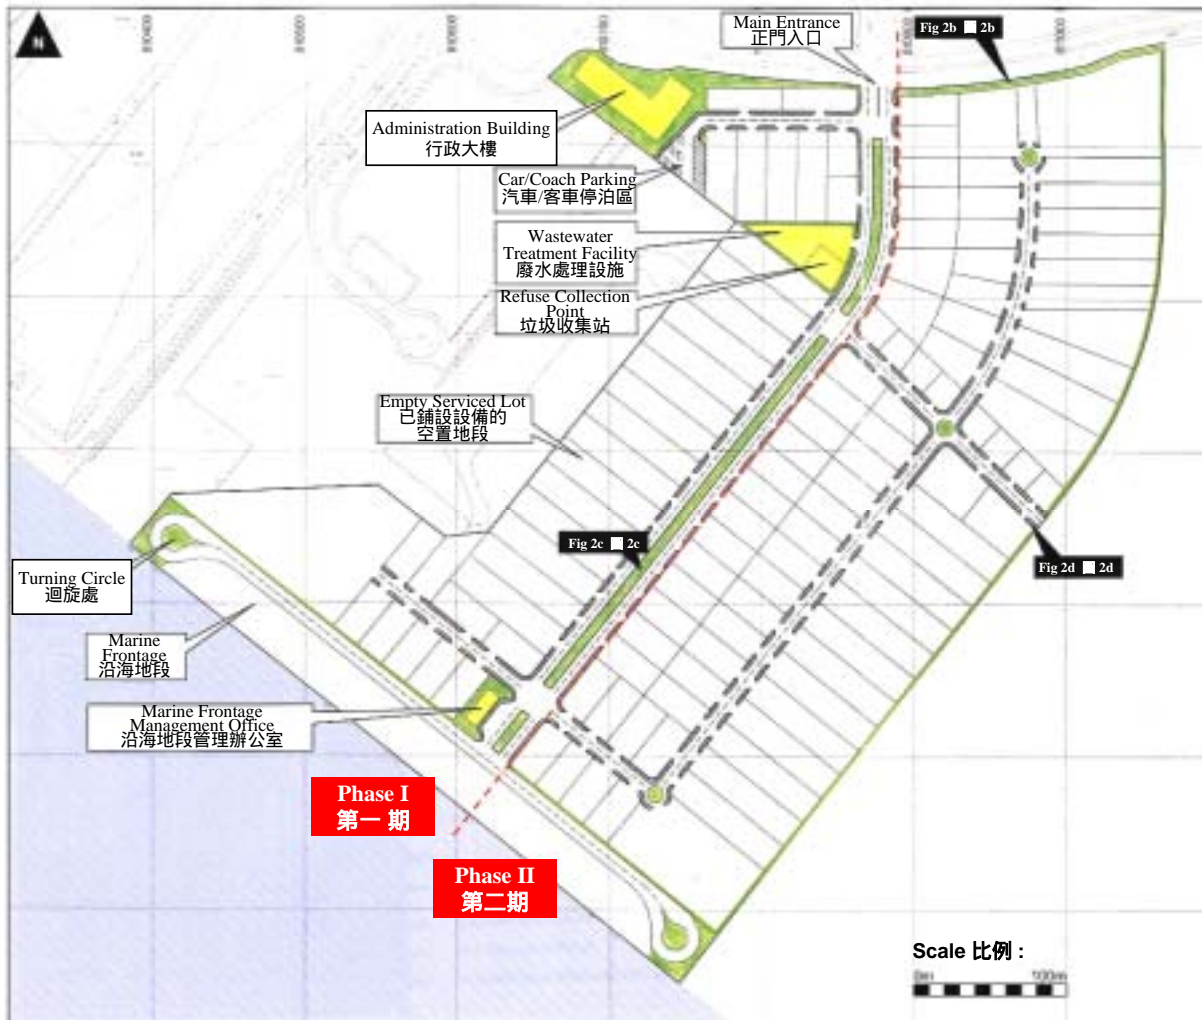 N
Main Entrance
正門入口
Fig 2b 2b
Administration Building
行政大樓
Car/Coach Parking
汽車/客車停泊區
Wastewater
Treatment Facility
廢水處理設施
Refuse Collection
Point
垃圾收集站
Empty Serviced Lot
已鋪設設備的
空置地段
Fig 2c 2c
Fig 2d 2d
Turning Circle
迴旋處
Marine
Frontage
沿海地段
Marine Frontage
Management Office
沿海地段管理辦公室
Phase I
第一期
Phase II
第二期
Scale 比例 :
0m 100m